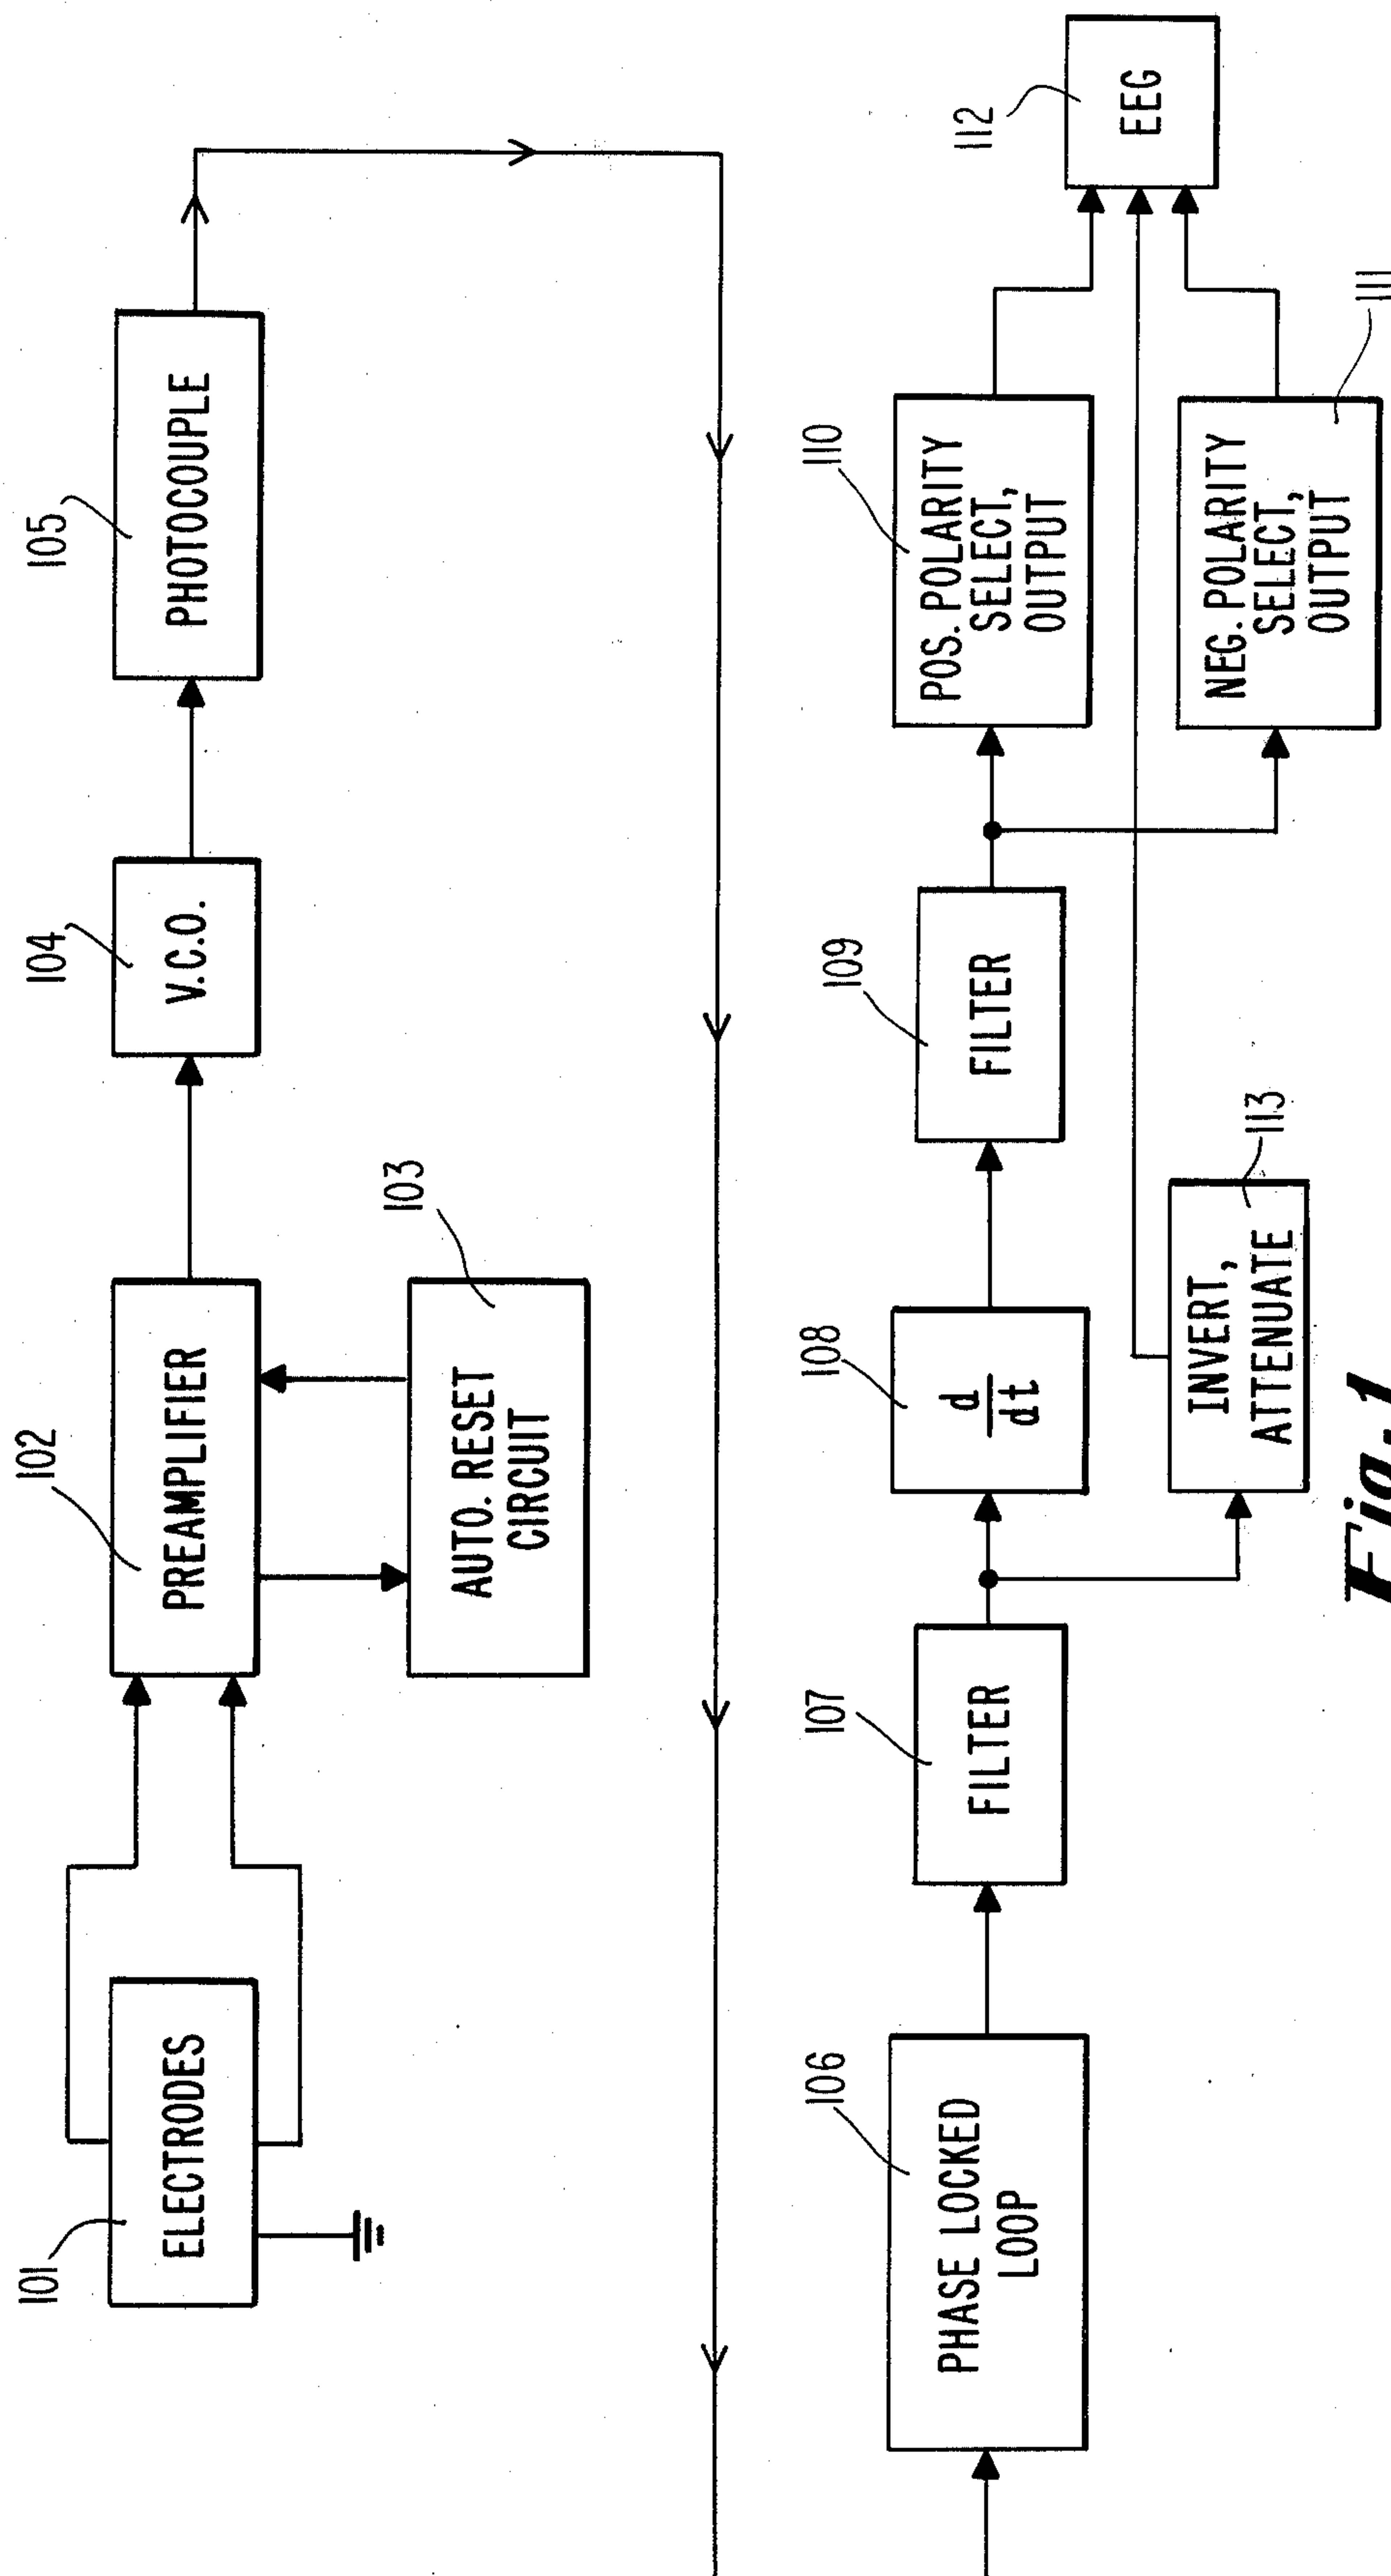 101
ELECTRODES
102
PREAMPLIFIER
103
AUTO. RESET
CIRCUIT
104
V.C.O.
105
PHOTOCOUPLE
106
PHASE LOCKED
LOOP
107
FILTER
108
d
dt
113
INVERT,
ATTENUATE
109
FILTER
110
POS. POLARITY
SELECT,
OUTPUT
111
NEG. POLARITY
SELECT,
OUTPUT
112
EEG
Fig. 1